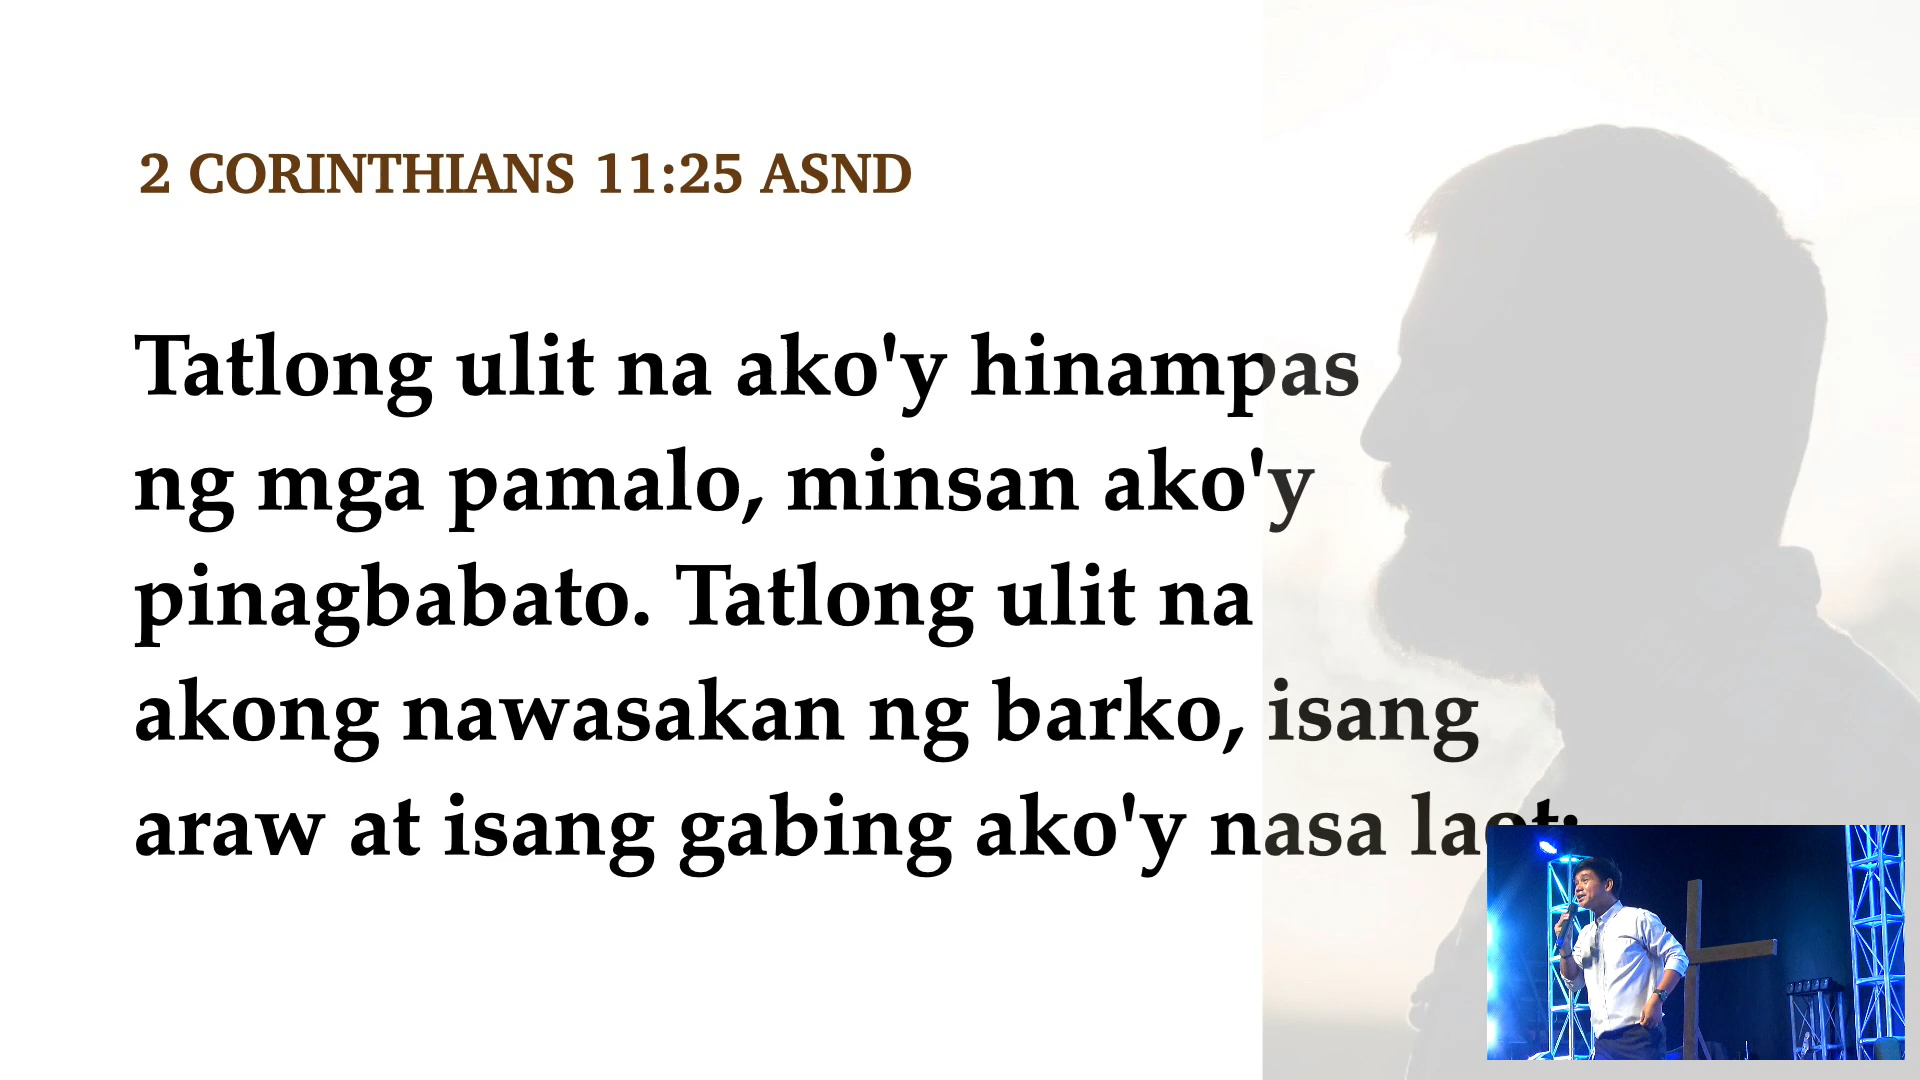 2 CORINTHIANS 11:25 ASND
Tatlong ulit na ako'y hinampas
ng mga pamalo, minsan ako'y
pinagbabato. Tatlong ulit na
akong nawasakan ng barko, isang
araw at isang gabing ako'y nasa laot;